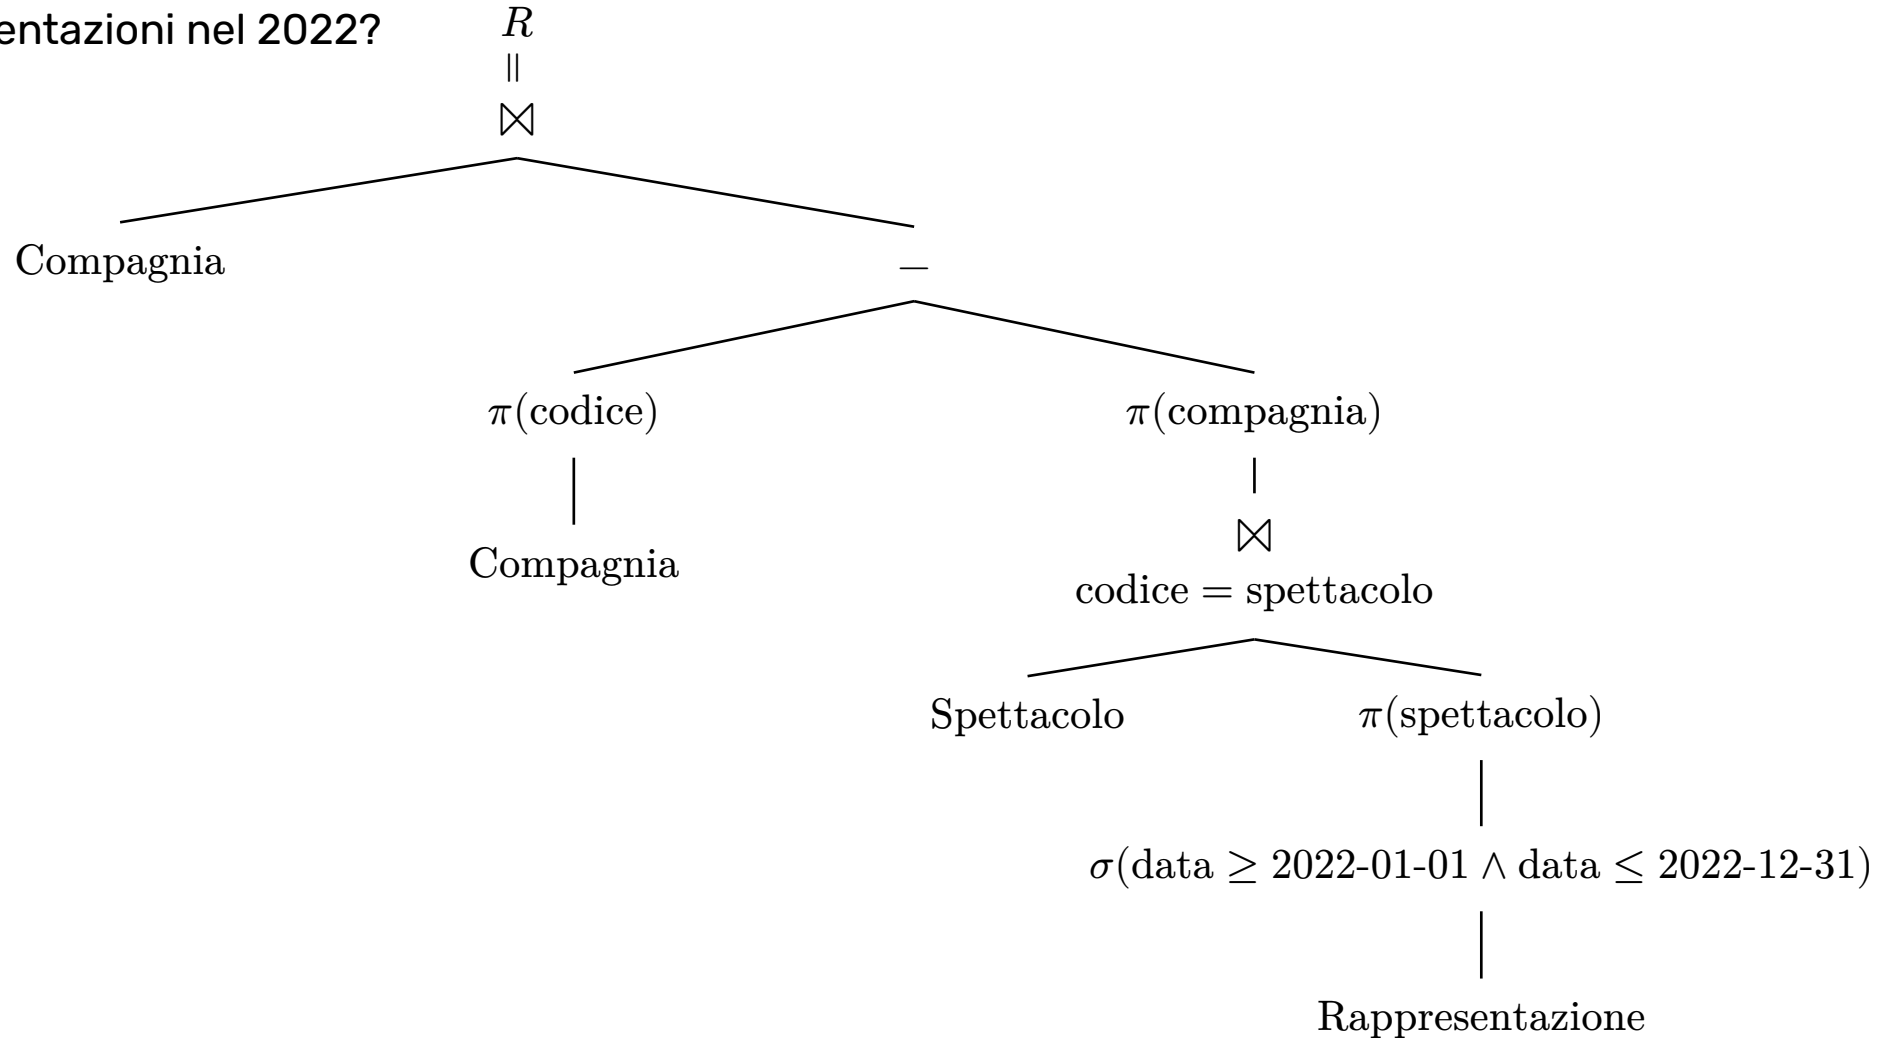 entazioni nel 2022?
R
=
⋈
Compagnia
−
π(codice)
π(compagnia)
Compagnia
⋈
codice = spettacolo
Spettacolo
π(spettacolo)
σ(data ≥ 2022-01-01 ∧ data ≤ 2022-12-31)
Rappresentazione